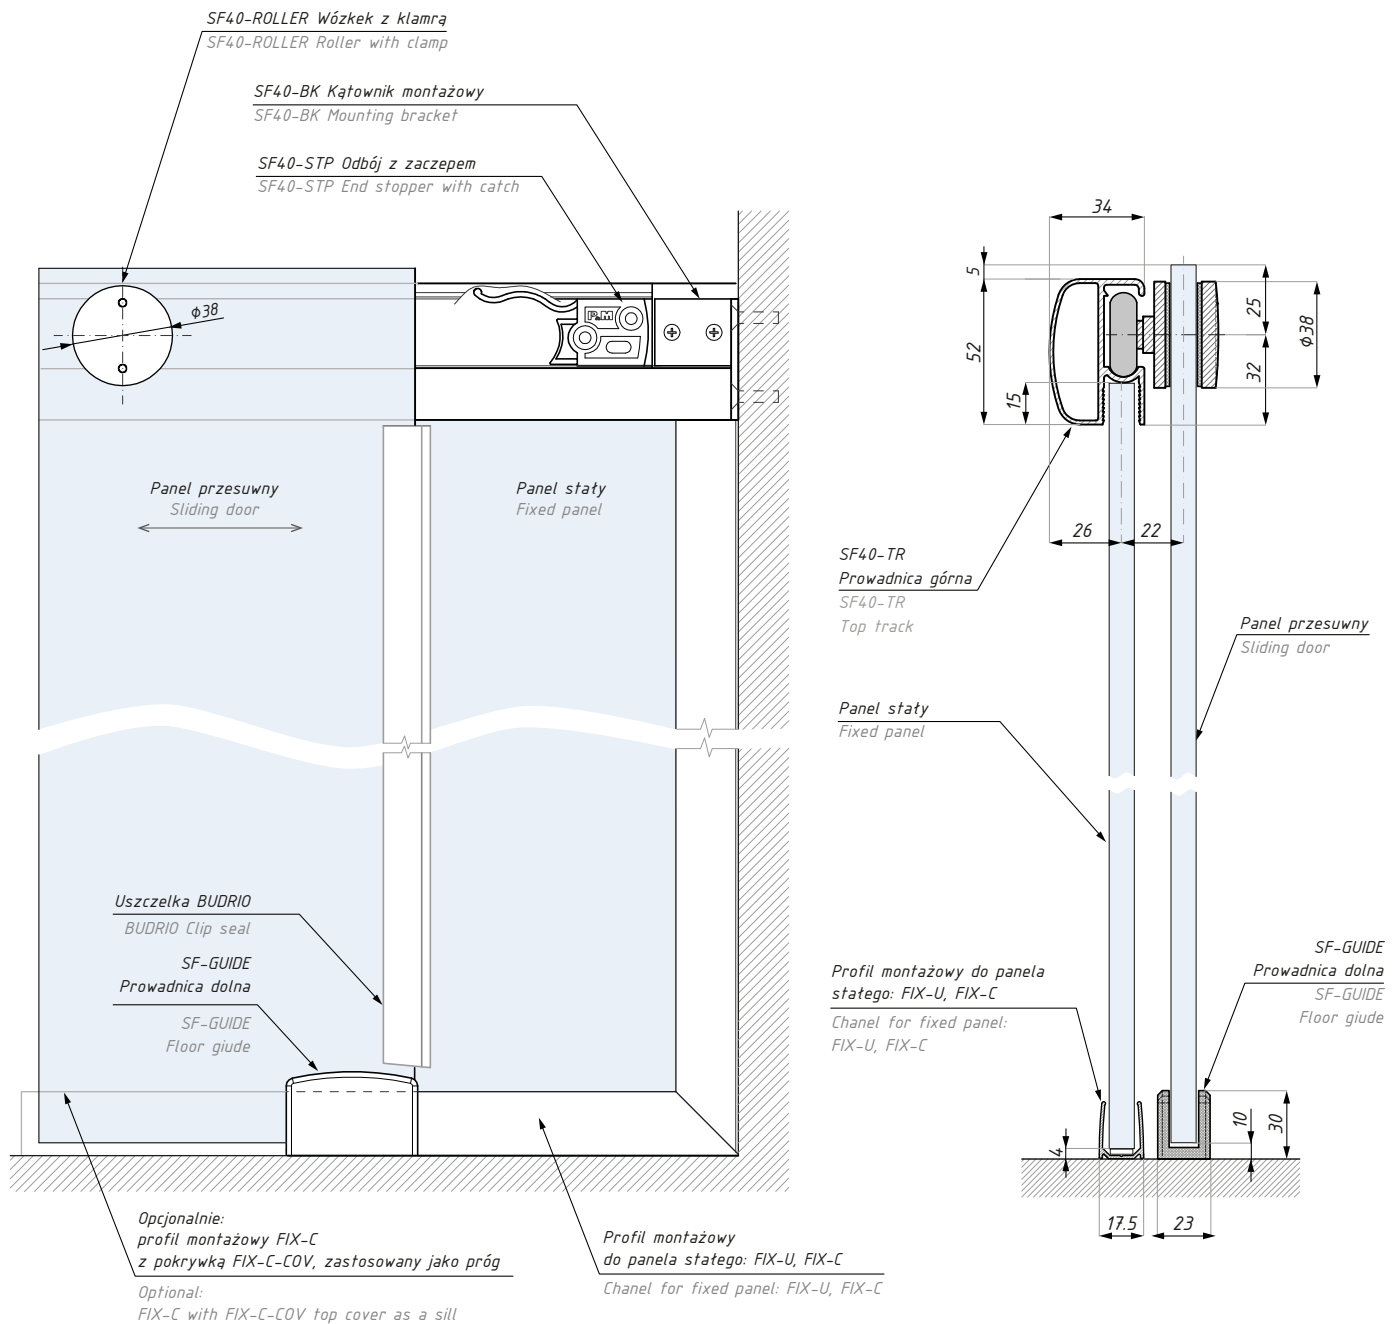 SF40-ROLLER Wózkek z klamrą
SF40-ROLLER Roller with clamp
SF40-BK Kątownik montażowy
SF40-BK Mounting bracket
SF40-STP Odbój z zaczepem
SF40-STP End stopper with catch
ϕ38
P&M
Panel przesuwny
Sliding door
Panel stały
Fixed panel
Uszczelka BUDRIO
BUDRIO Clip seal
SF-GUIDE
Prowadnica dolna
SF-GUIDE
Floor giude
Opcjonalnie:
profil montażowy FIX-C
z pokrywką FIX-C-COV, zastosowany jako próg
Optional:
FIX-C with FIX-C-COV top cover as a sill
Profil montażowy
do panela stałego: FIX-U, FIX-C
Chanel for fixed panel: FIX-U, FIX-C
34
5
52
15
25
32
ϕ38
26
22
SF40-TR
Prowadnica górna
SF40-TR
Top track
Panel przesuwny
Sliding door
Panel stały
Fixed panel
Profil montażowy do panela
stałego: FIX-U, FIX-C
Chanel for fixed panel:
FIX-U, FIX-C
SF-GUIDE
Prowadnica dolna
SF-GUIDE
Floor giude
4
10
30
17.5
23